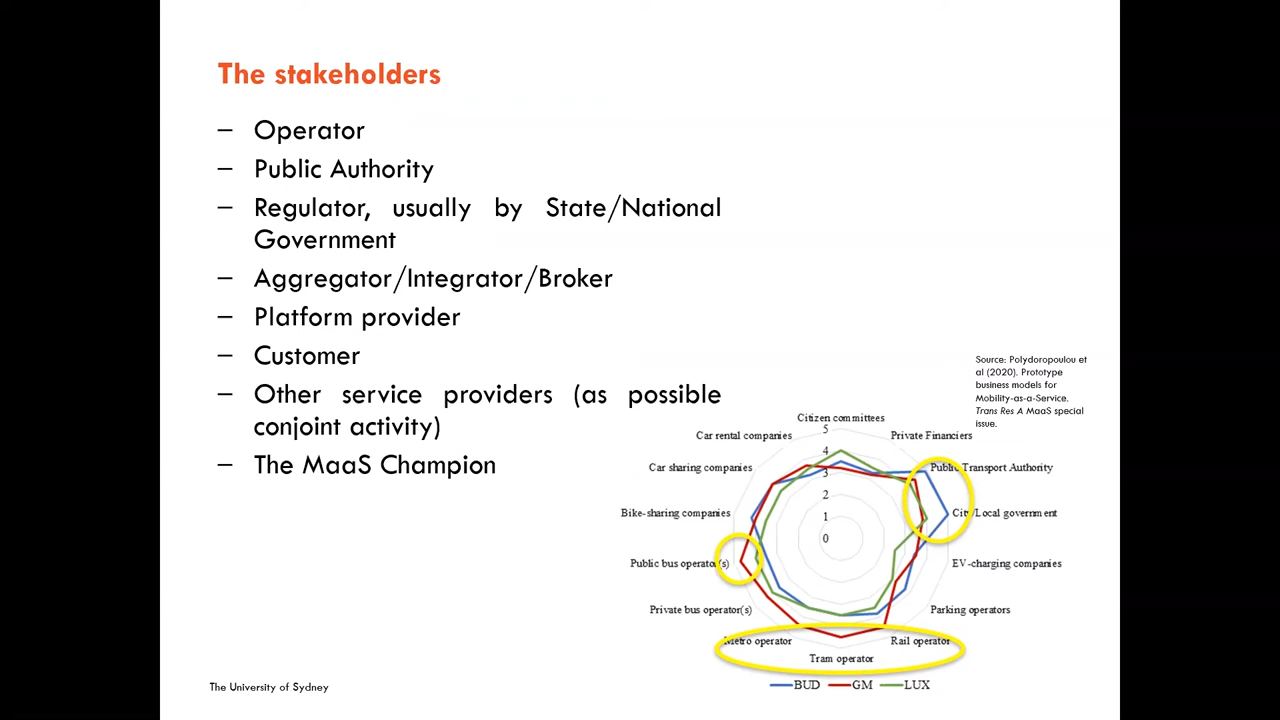 The stakeholders
– Operator
– Public Authority
– Regulator, usually by State/National
Government
– Aggregator/Integrator/Broker
– Platform provider
– Customer
– Other service providers (as possible
conjoint activity)
– The MaaS Champion
Source: Polydoropoulou et
al (2020). Prototype
business models for
Mobility-as-a-Service.
Trans Res A MaaS special
issue.
Citizen committees
Car rental companies
Private Financiers
Car sharing companies
Public Transport Authority
Bike-sharing companies
City/Local government
Public bus operator(s)
EV-charging companies
Private bus operator(s)
Parking operators
Metro operator
Rail operator
Tram operator
5
4
3
2
1
0
BUD GM LUX
The University of Sydney